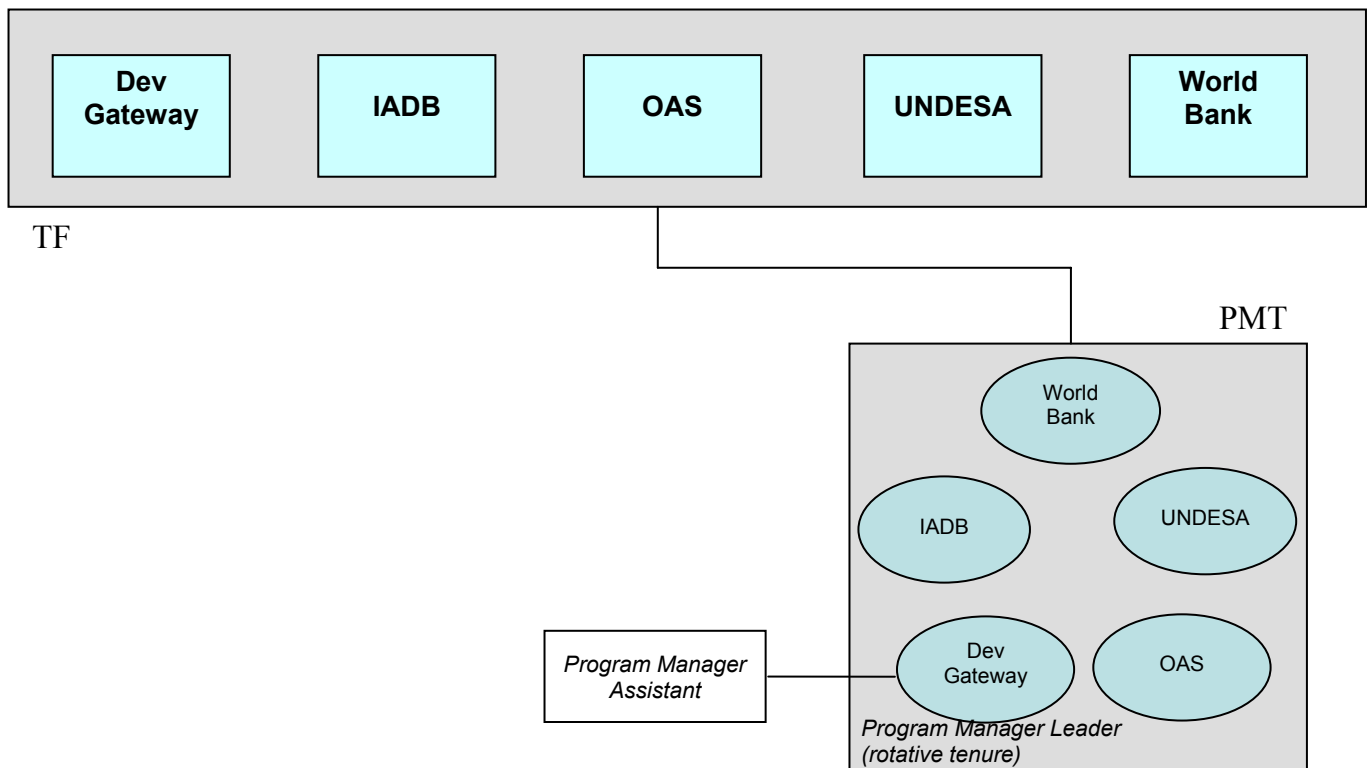 Dev
Gateway
IADB
OAS
UNDESA
World
Bank
TF
PMT
World
Bank
IADB
UNDESA
Dev
Gateway
OAS
Program Manager
Assistant
Program Manager Leader
(rotative tenure)